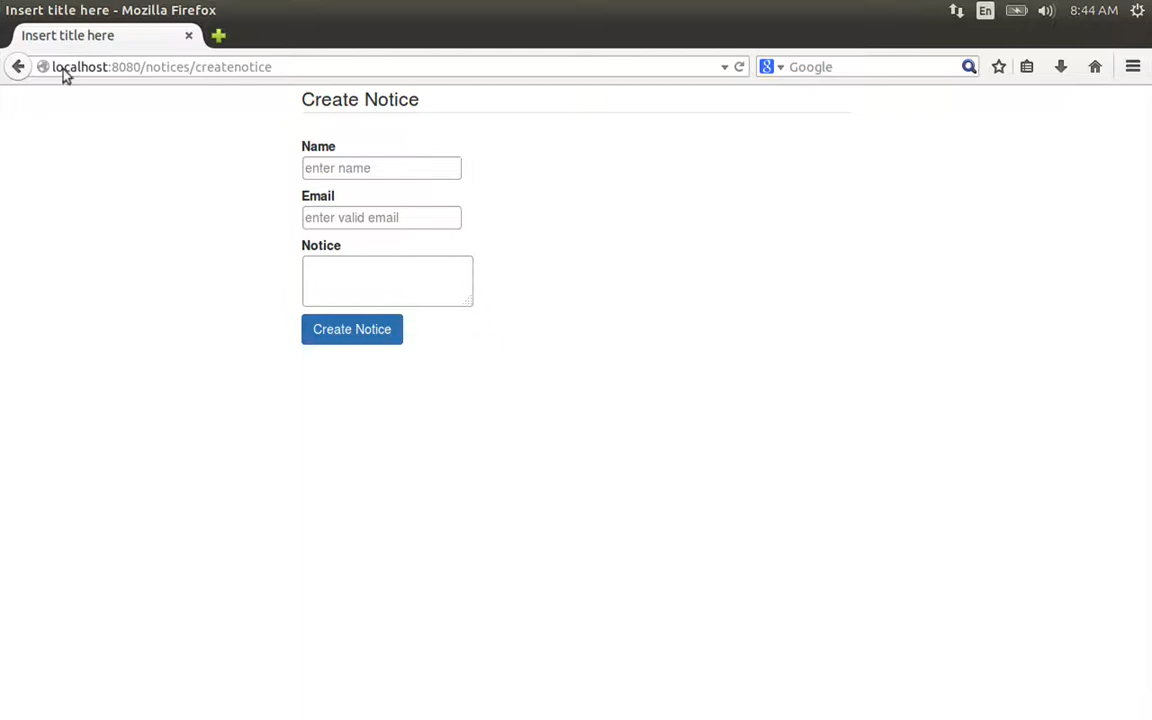 Insert title here - Mozilla Firefox
En
8:44 AM
Insert title here
localhost:8080/notices/createnotice
Google
Create Notice
Name
enter name
Email
enter valid email
Notice
Create Notice